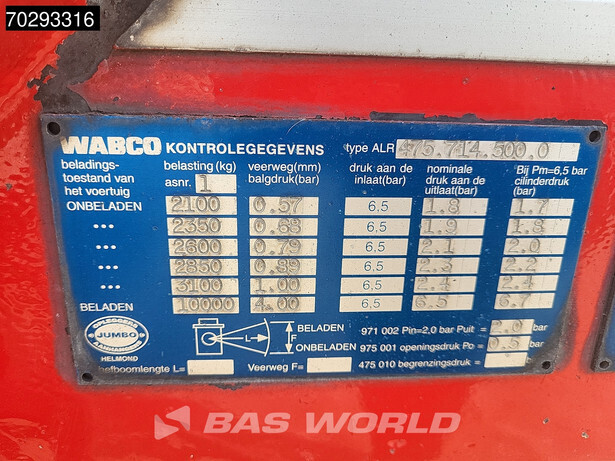 70293316
WABCO KONTROLEGEGEVENS type ALR 475.714.500.0
beladings-toestand van het voertuig belasting (kg) asnr. 1 veerweg(mm) balgdruk(bar) druk aan de inlaat(bar) nominale druk aan de uitlaat(bar) Bij Pm=6,5 bar cilinderdruk (bar)
ONBELADEN 2100 0.57 6.5 1.8 1.7
••• 2350 0.68 6.5 1.9 1.8
••• 2600 0.79 6.5 2.1 2.0
••• 2850 0.89 6.5 2.3 2.2
••• 3100 1.00 6.5 2.4 2.4
BELADEN 10000 4.00 6.5 6.5 6.7
OPLEGGERS JUMBO AANHANGERS HELMOND
L F BELADEN ONBELADEN
971 002 Pin=2,0 bar Puit = 2.0 bar
975 001 openingsdruk Po = 0.5 bar
Hefboomlengte L= Veerweg F= 475 010 begrenzingsdruk =
BAS WORLD